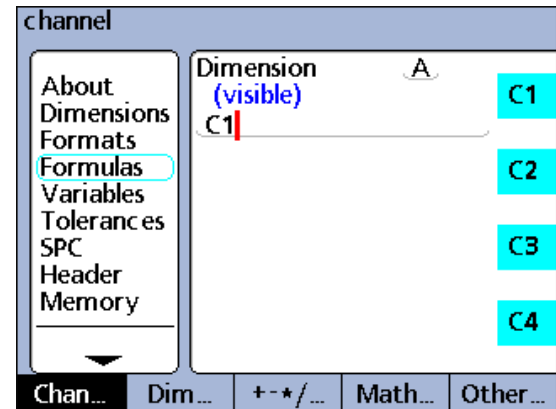 channel
About
Dimensions
Formats
Formulas
Variables
Tolerances
SPC
Header
Memory
Dimension A
(visible)
C1
C1
C2
C3
C4
Chan... Dim... +-*/... Math... Other...